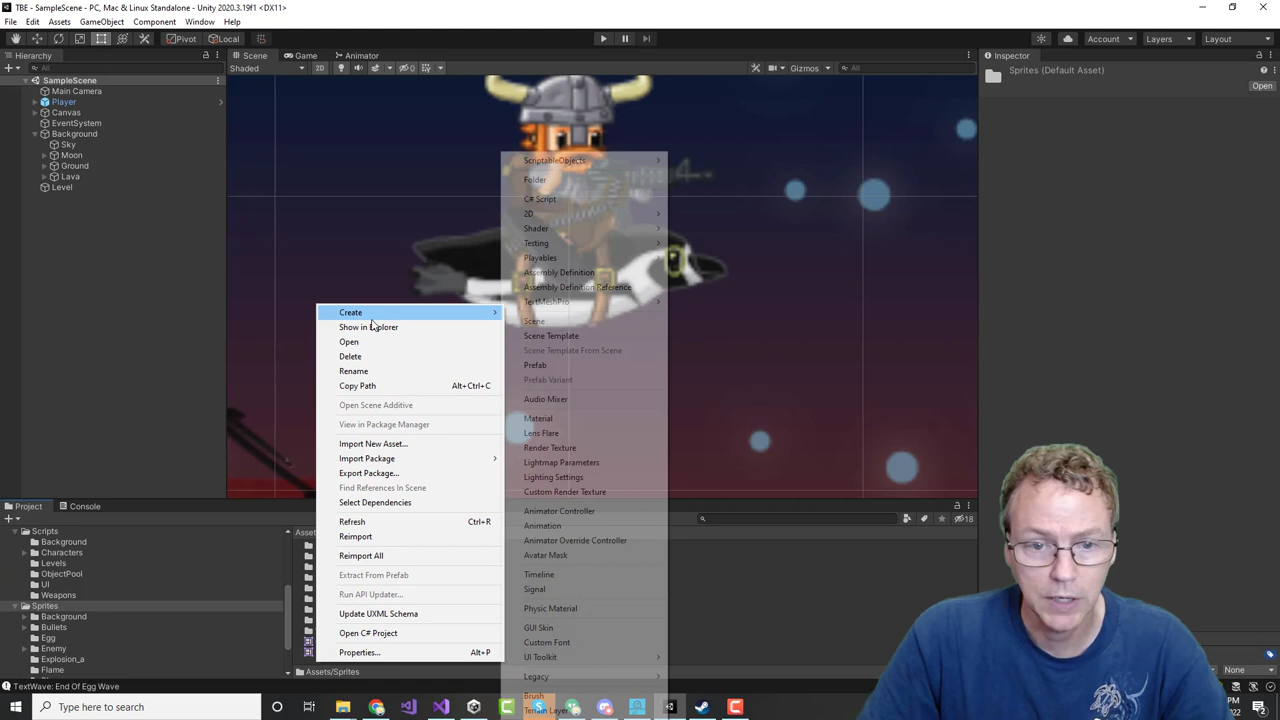 TBE - SampleScene - PC, Mac & Linux Standalone - Unity 2020.3.19f1 <DX11>
File Edit Assets GameObject Component Window Help
Pivot Local Account Layers Layout
Hierarchy Scene Game Animator Inspector
All Shaded 2D 0 Gizmos All Sprites (Default Asset)
Open
SampleScene
Main Camera
Player
Canvas
EventSystem
Background
Sky
Moon
Ground
Lava
Level
Create
Show in Explorer
Open
Delete
Rename
Copy Path Alt+Ctrl+C
Open Scene Additive
View in Package Manager
Import New Asset...
Import Package
Export Package...
Find References In Scene
Select Dependencies
Refresh Ctrl+R
Reimport
Reimport All
Extract From Prefab
Run API Updater...
Update UXML Schema
Open C# Project
Properties... Alt+P
ScriptableObjects
Folder
C# Script
2D
Shader
Testing
Playables
Assembly Definition
Assembly Definition Reference
TextMeshPro
Scene
Scene Template
Scene Template From Scene
Prefab
Prefab Variant
Audio Mixer
Material
Lens Flare
Render Texture
Lightmap Parameters
Lighting Settings
Custom Render Texture
Animator Controller
Animation
Animator Override Controller
Avatar Mask
Timeline
Signal
Physic Material
GUI Skin
Custom Font
UI Toolkit
Legacy
Brush
Terrain Layer
Project Console
18
Scripts
Background
Characters
Levels
ObjectPool
UI
Weapons
Sprites
Background
Bullets
Egg
Enemy
Explosion_a
Flame
Assets/Sprites
None
TextWave: End Of Egg Wave
Type here to search